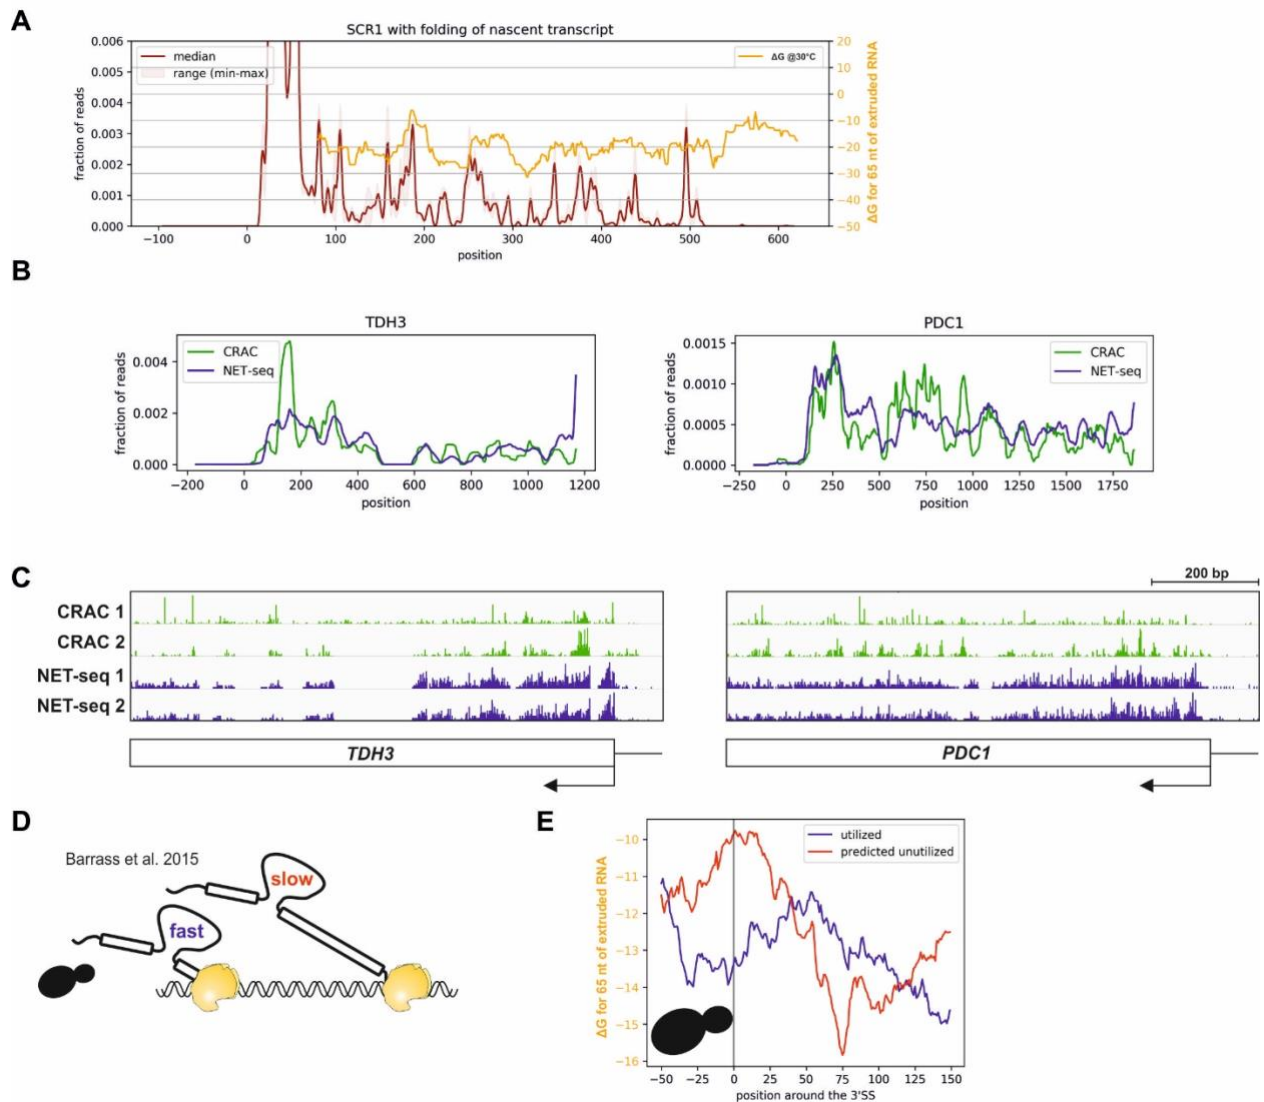 A
SCR1 with folding of nascent transcript
0.006
0.005
0.004
0.003
0.002
0.001
0.000
fraction of reads
median
range (min-max)
ΔG @30°C
20
10
0
−10
−20
−30
−40
−50
ΔG for 65 nt of extruded RNA
−100 0 100 200 300 400 500 600
position
B
TDH3
0.004
0.002
0.000
fraction of reads
CRAC
NET-seq
−200 0 200 400 600 800 1000 1200
position
PDC1
0.0015
0.0010
0.0005
0.0000
fraction of reads
CRAC
NET-seq
−250 0 250 500 750 1000 1250 1500 1750
position
C
200 bp
CRAC 1
CRAC 2
NET-seq 1
NET-seq 2
TDH3
PDC1
D
Barrass et al. 2015
slow
fast
E
−10
−11
−12
−13
−14
−15
−16
ΔG for 65 nt of extruded RNA
utilized
predicted unutilized
−50 −25 0 25 50 75 100 125 150
position around the 3'SS